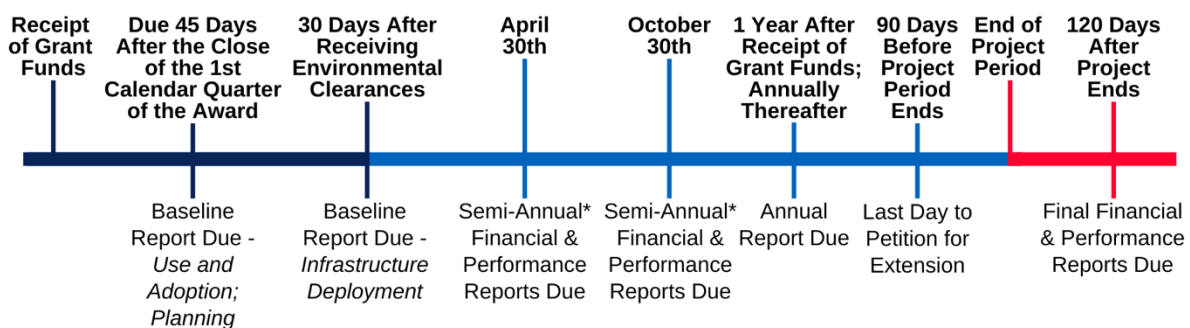 Receipt
of Grant
Funds
Due 45 Days
After the Close
of the 1st
Calendar Quarter
of the Award
30 Days After
Receiving
Environmental
Clearances
April
30th
October
30th
1 Year After
Receipt of
Grant Funds;
Annually
Thereafter
90 Days
Before
Project
Period
Ends
End of
Project
Period
120 Days
After
Project
Ends
Baseline
Report Due -
Use and
Adoption;
Planning
Baseline
Report Due -
Infrastructure
Deployment
Semi-Annual*
Financial &
Performance
Reports Due
Semi-Annual*
Financial &
Performance
Reports Due
Annual
Report Due
Last Day to
Petition for
Extension
Final Financial
& Performance
Reports Due